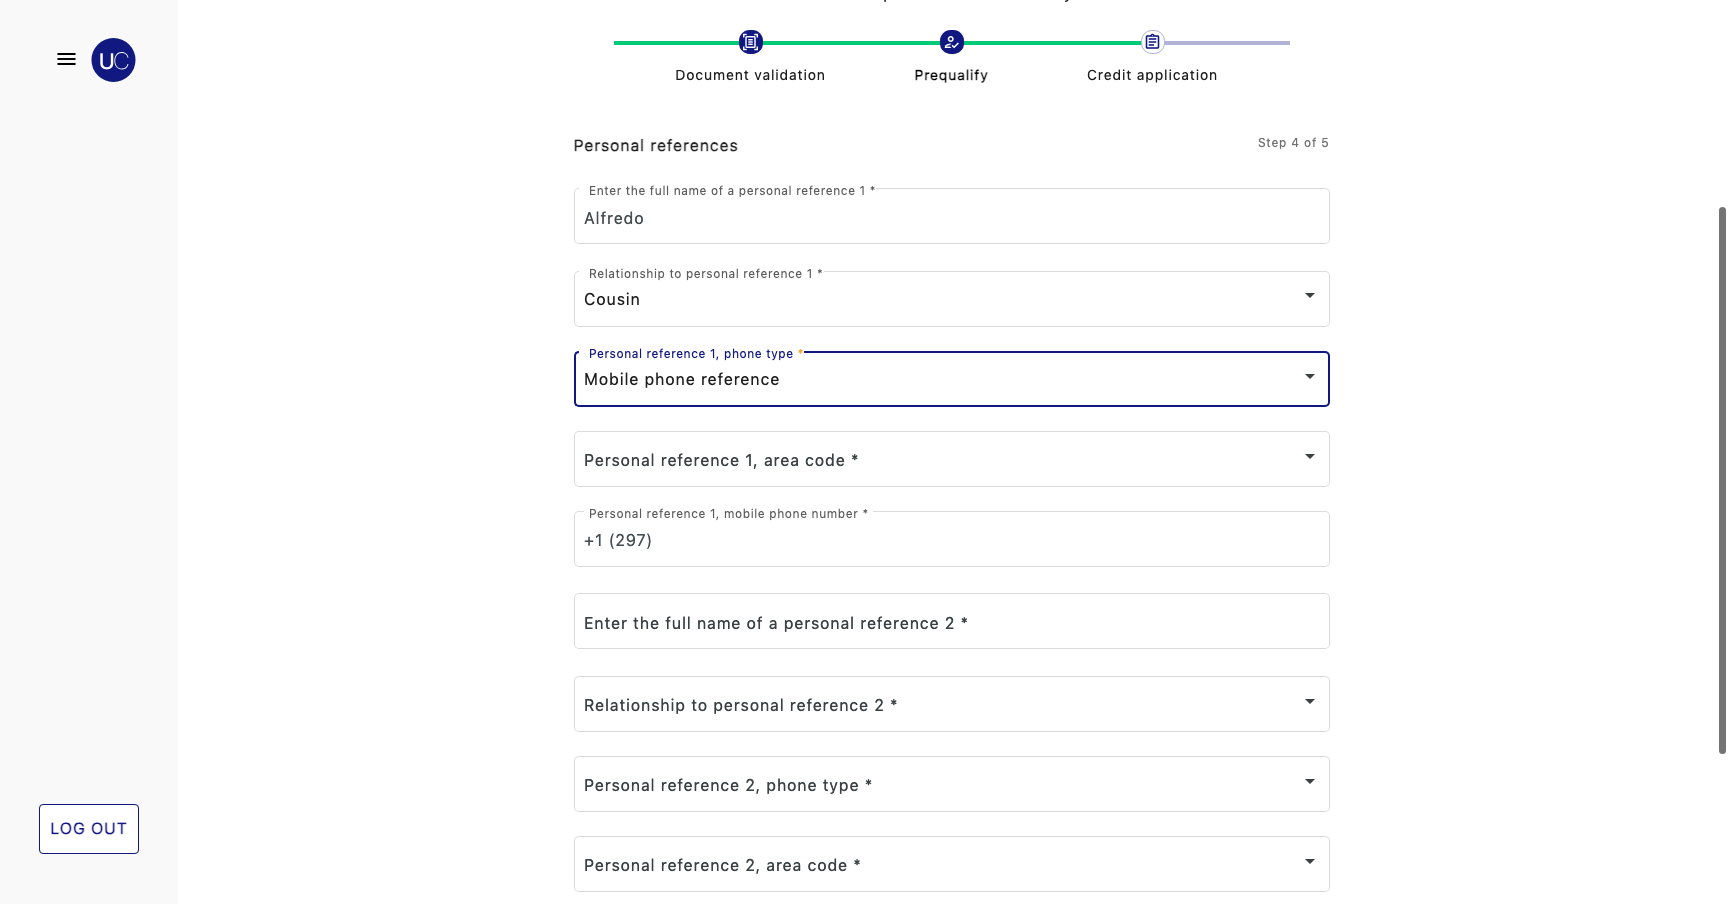 UC
Document validation
Prequalify
Credit application
Personal references
Step 4 of 5
Enter the full name of a personal reference 1 *
Alfredo
Relationship to personal reference 1 *
Cousin
Personal reference 1, phone type *
Mobile phone reference
Personal reference 1, area code *
Personal reference 1, mobile phone number *
+1 (297)
Enter the full name of a personal reference 2 *
Relationship to personal reference 2 *
Personal reference 2, phone type *
Personal reference 2, area code *
LOG OUT